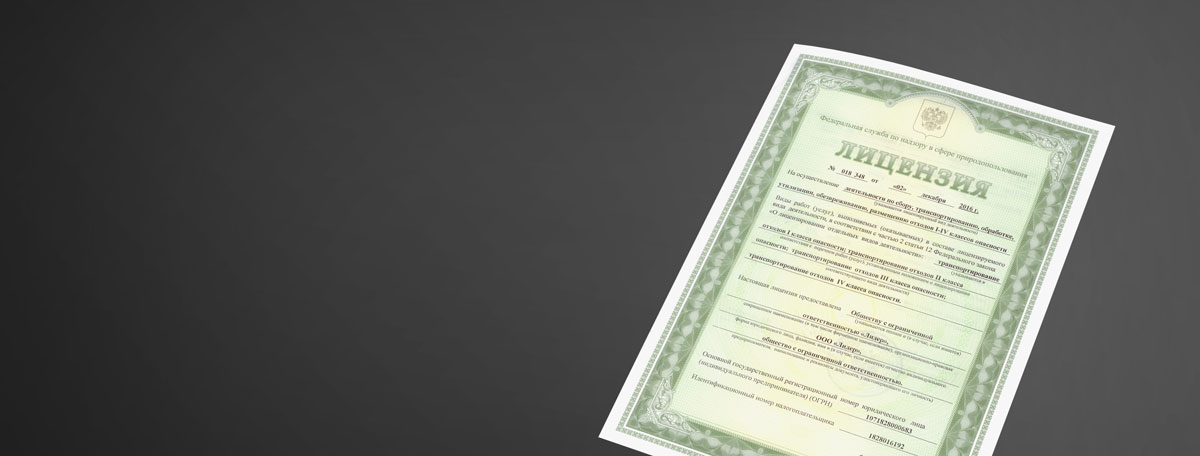 Федеральная служба по надзору в сфере природопользования
ЛИЦЕНЗИЯ
№ 018 348 от «02» декабря 2016 г.
На осуществление деятельности по сбору, транспортированию, обработке,
утилизации, обезвреживанию, размещению отходов I-IV классов опасности
(указывается лицензируемый вид деятельности)
Виды работ (услуг), выполняемых (оказываемых) в составе лицензируемого
вида деятельности, в соответствии с частью 2 статьи 12 Федерального закона
«О лицензировании отдельных видов деятельности»: транспортирование
отходов I класса опасности; транспортирование отходов II класса
опасности; транспортирование отходов III класса опасности;
транспортирование отходов IV класса опасности.
Настоящая лицензия предоставлена Обществу с ограниченной
ответственностью «Лидер»,
ООО «Лидер»,
общество с ограниченной ответственностью.
Основной государственный регистрационный номер юридического лица
(индивидуального предпринимателя) (ОГРН) 1071828000683
Идентификационный номер налогоплательщика 1828016192